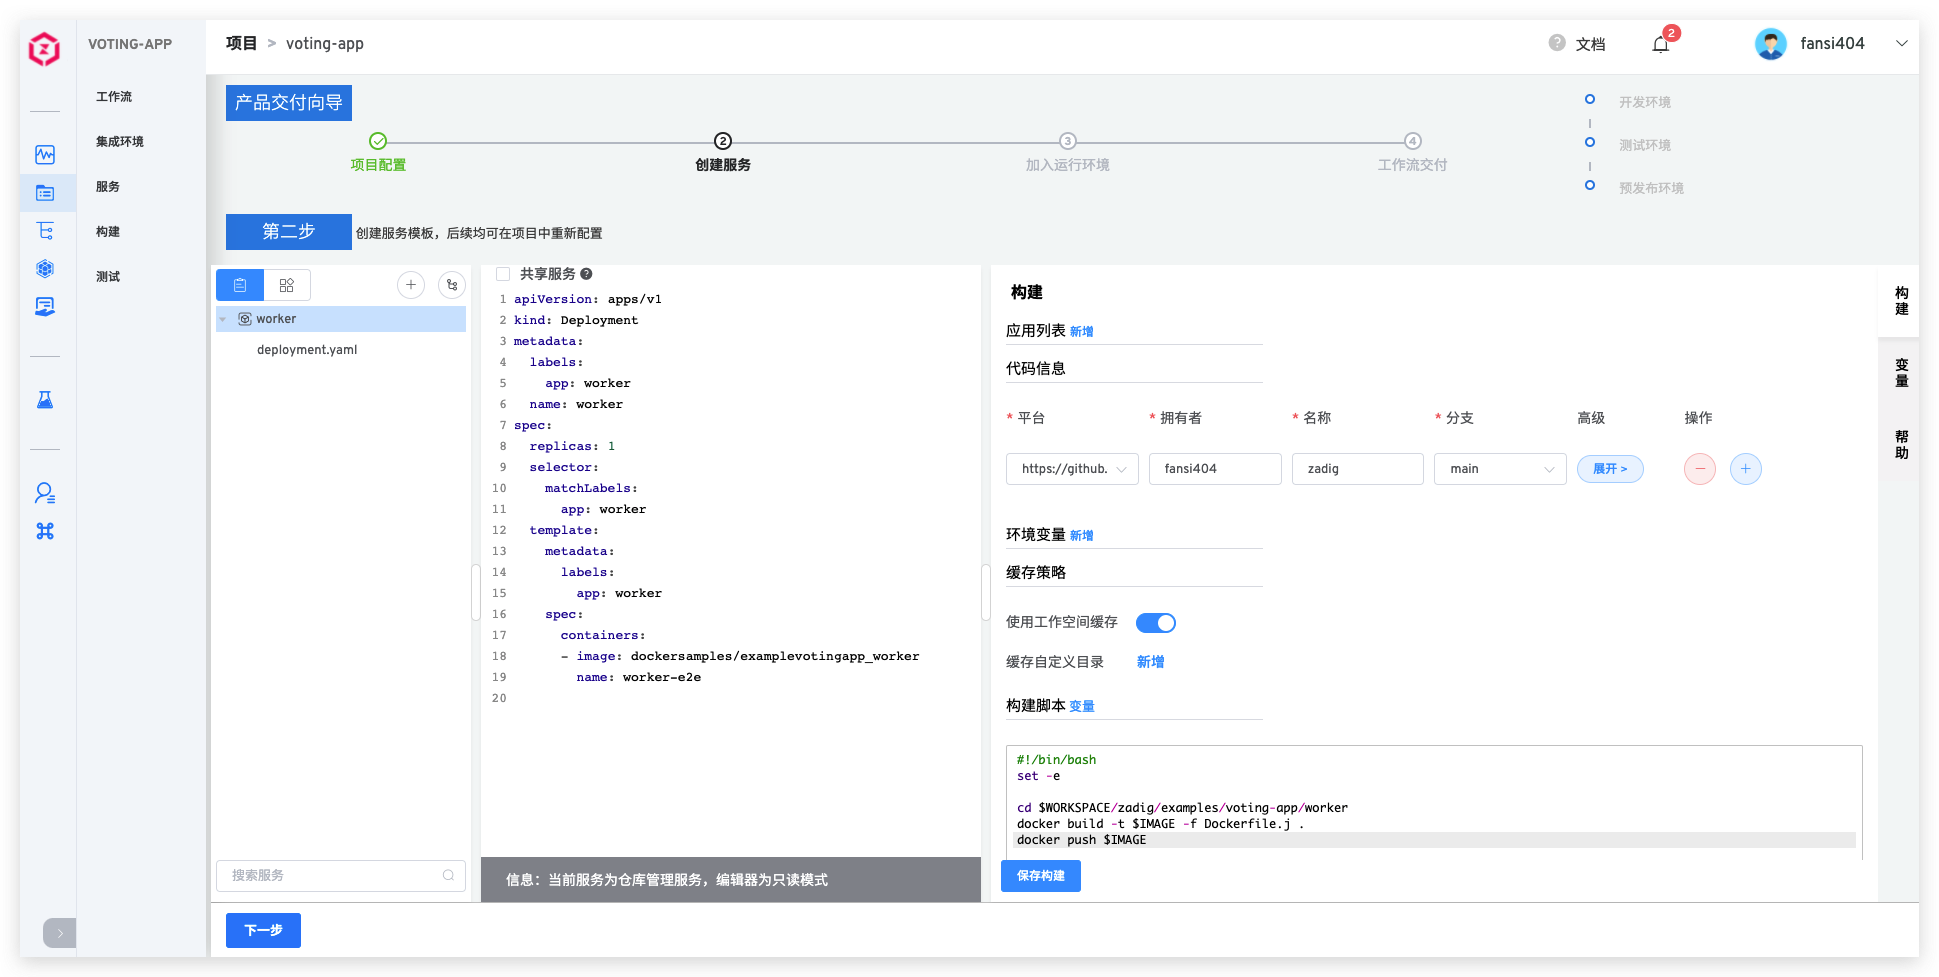 VOTING-APP
工作流
集成环境
服务
构建
测试
项目 > voting-app
文档
2
fansi404
产品交付向导
项目配置
2
创建服务
3
加入运行环境
4
工作流交付
开发环境
测试环境
预发布环境
第二步
创建服务模板，后续均可在项目中重新配置
worker
deployment.yaml
搜索服务
共享服务
1 apiVersion: apps/v1
2 kind: Deployment
3 metadata:
4   labels:
5     app: worker
6   name: worker
7 spec:
8   replicas: 1
9   selector:
10     matchLabels:
11       app: worker
12   template:
13     metadata:
14       labels:
15         app: worker
16     spec:
17       containers:
18       - image: dockersamples/examplevotingapp_worker
19         name: worker-e2e
20
信息：当前服务为仓库管理服务，编辑器为只读模式
构建
应用列表 新增
代码信息
* 平台 * 拥有者 * 名称 * 分支 高级 操作
https://github. fansi404 zadig main 展开 >
环境变量 新增
缓存策略
使用工作空间缓存
缓存自定义目录 新增
构建脚本 变量
#!/bin/bash
set -e
cd $WORKSPACE/zadig/examples/voting-app/worker
docker build -t $IMAGE -f Dockerfile.j .
docker push $IMAGE
保存构建
构建
变量
帮助
下一步